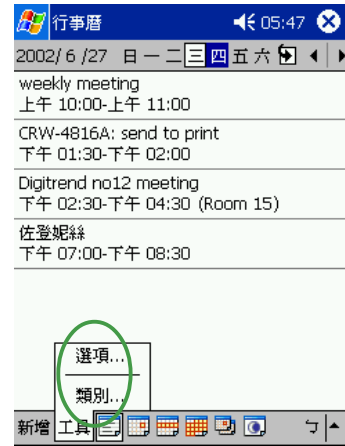 行事曆 05:47
2002/ 6 /27 日 一 二 三 四 五 六
weekly meeting
上午 10:00-上午 11:00
CRW-4816A: send to print
下午 01:30-下午 02:00
Digitrend no12 meeting
下午 02:30-下午 04:30 (Room 15)
佐登妮絲
下午 07:00-下午 08:30
選項...
類別...
新增 工具 ㄅ